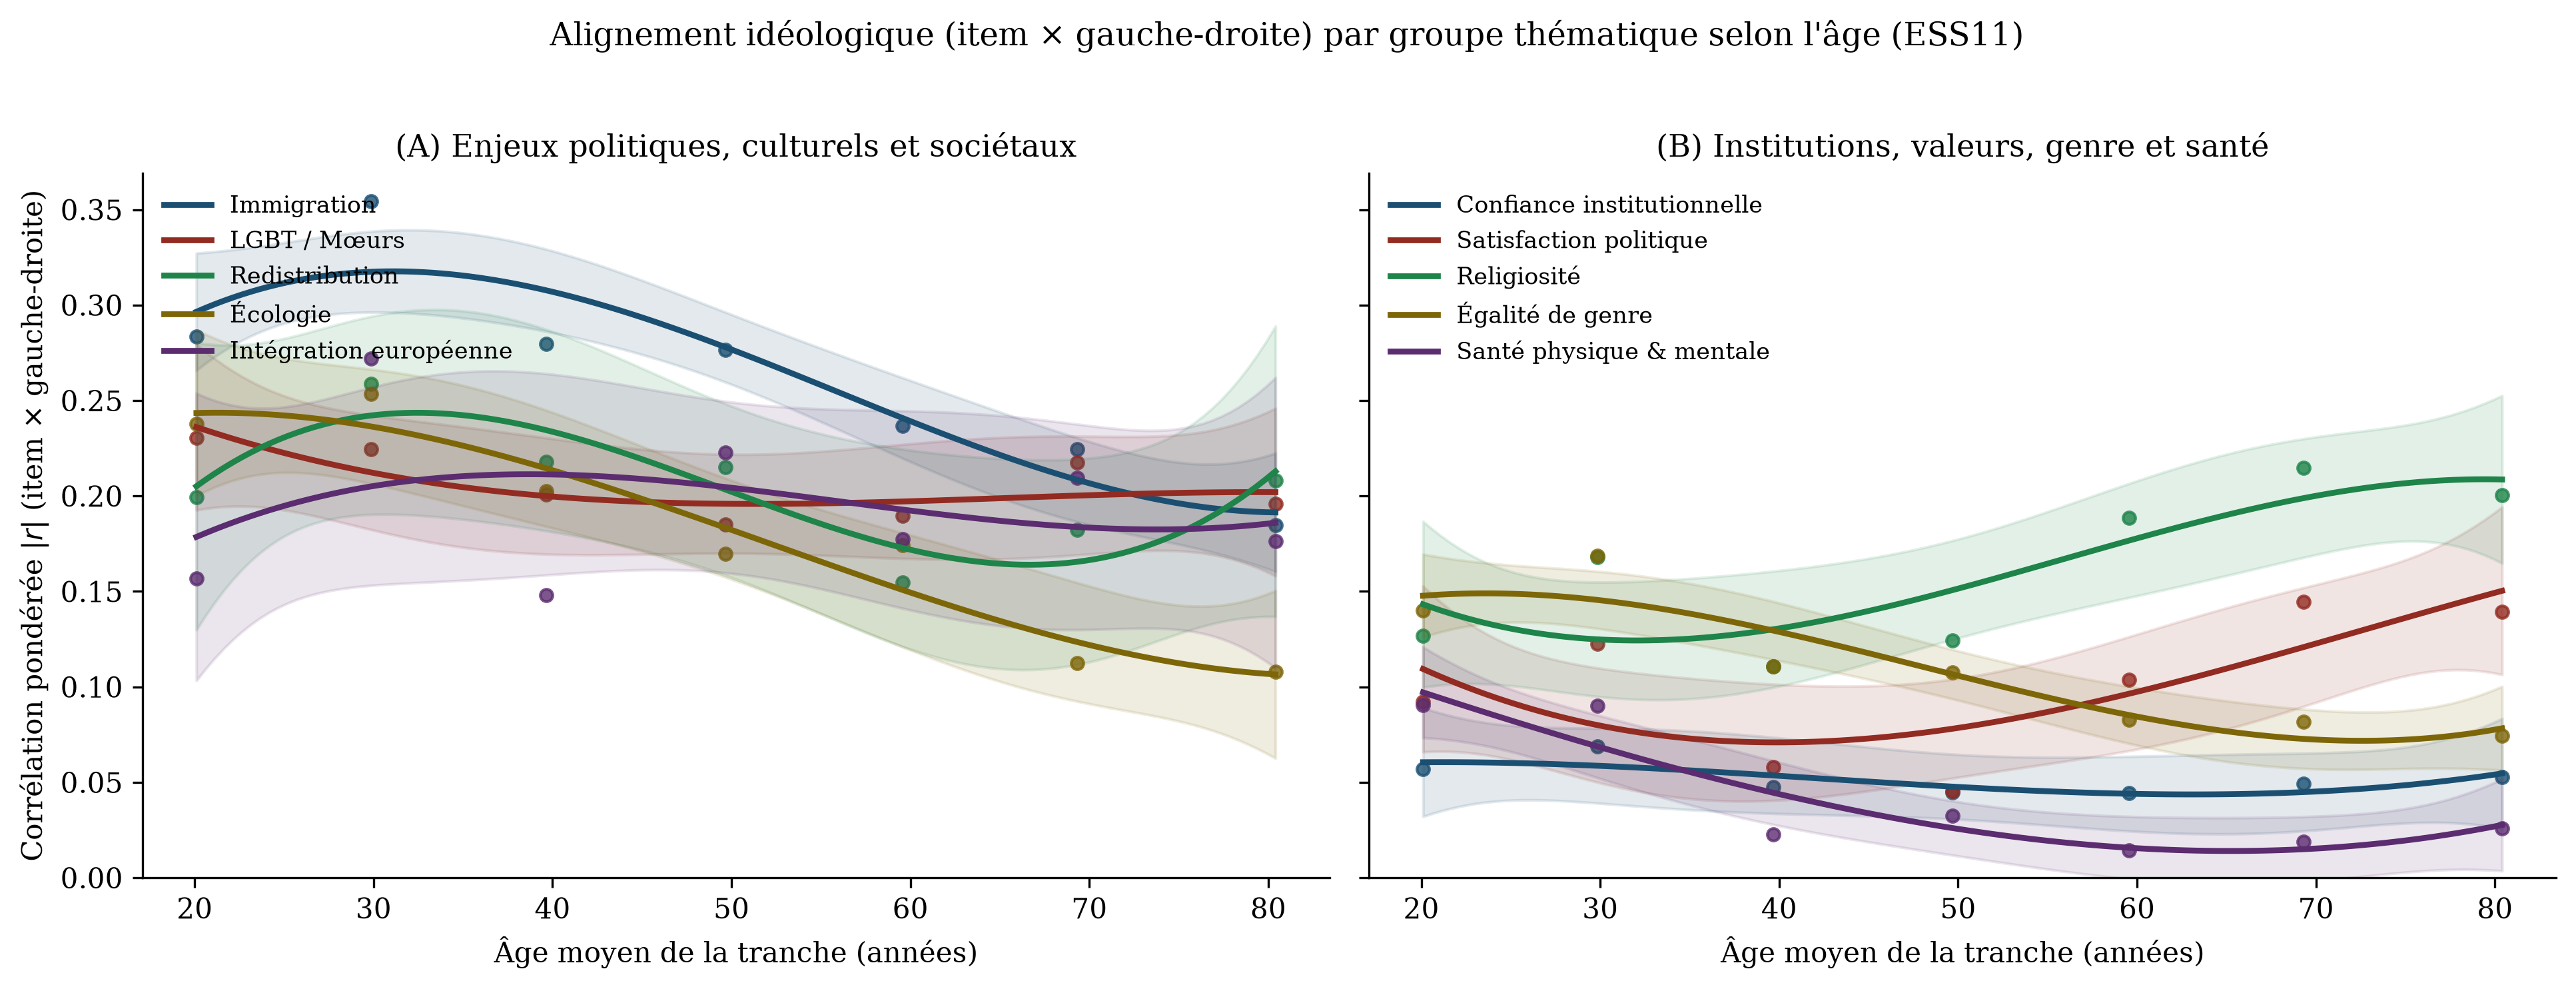 Alignement idéologique (item × gauche-droite) par groupe thématique selon l'âge (ESS11)
(A) Enjeux politiques, culturels et sociétaux
Corrélation pondérée |r| (item × gauche-droite)
0.35
0.30
0.25
0.20
0.15
0.10
0.05
0.00
Immigration
LGBT / Mœurs
Redistribution
Écologie
Intégration européenne
20 30 40 50 60 70 80
Âge moyen de la tranche (années)
(B) Institutions, valeurs, genre et santé
Confiance institutionnelle
Satisfaction politique
Religiosité
Égalité de genre
Santé physique & mentale
20 30 40 50 60 70 80
Âge moyen de la tranche (années)